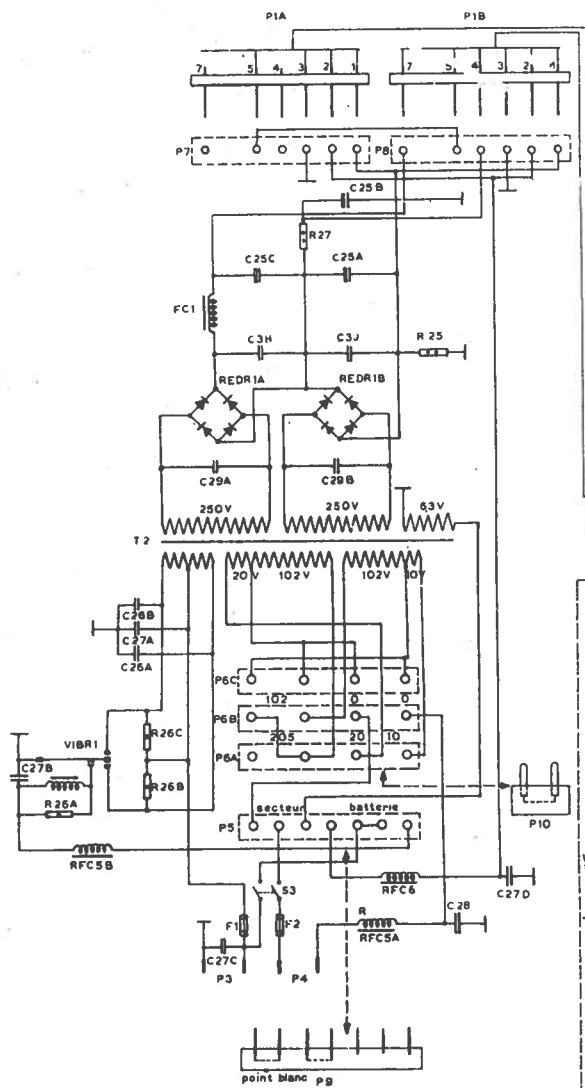 P1A P1B
7 5 4 3 2 1 7 5 4 3 2 1
P7 P8
C25B
R27
C25C C25A
FC1
C3H C3J R25
REDR1A REDR1B
C29A C29B
250V 250V 6,3V
T2
20V 102V 102V 10V
C26B
C27A
C26A
P6C
102 0 0
P6B
205 20 10
P6A
VIBR1 R26C
C27B
R26B
R26A
P10
secteur batterie
P5
RFC5B
RFC6
C27D
S3
F1 F2
R C28
RFC5A
C27C
P3 P4
point blanc P9